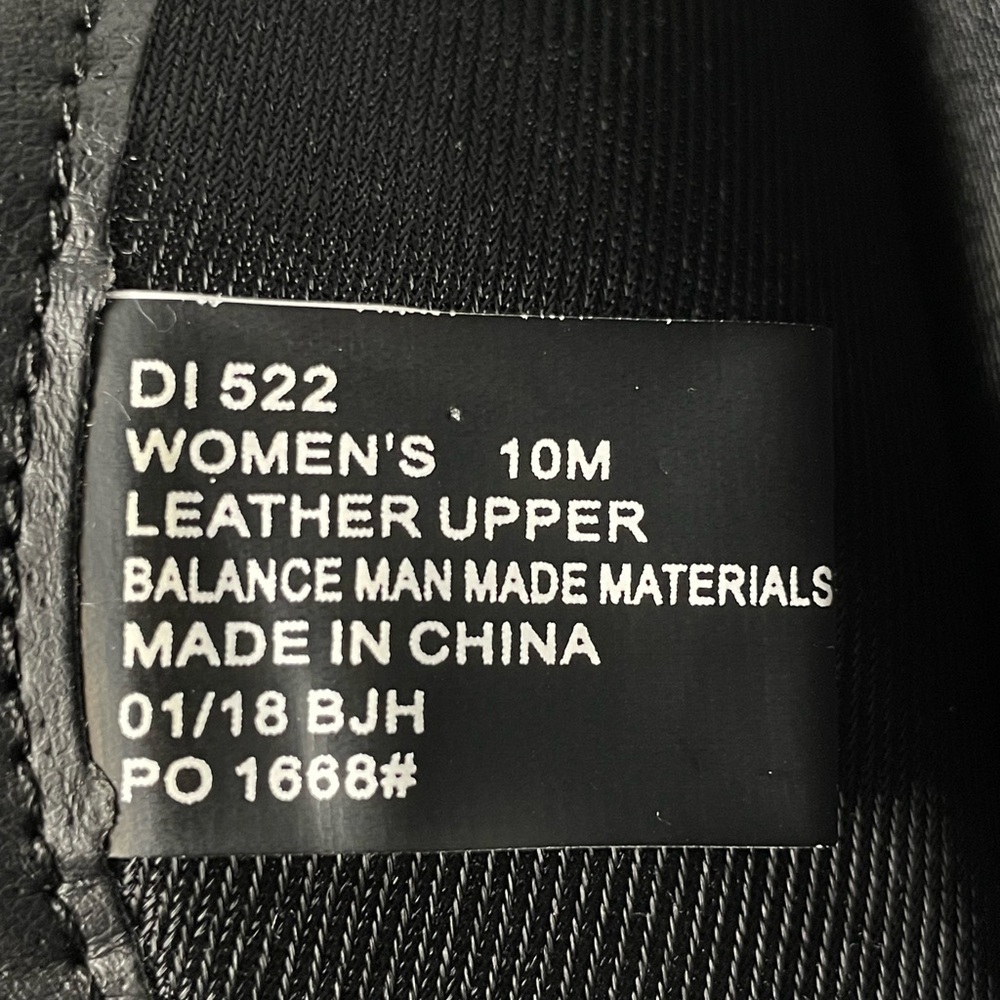 DI 522
WOMEN'S 10M
LEATHER UPPER
BALANCE MAN MADE MATERIALS
MADE IN CHINA
01/18 BJH
PO 1668#